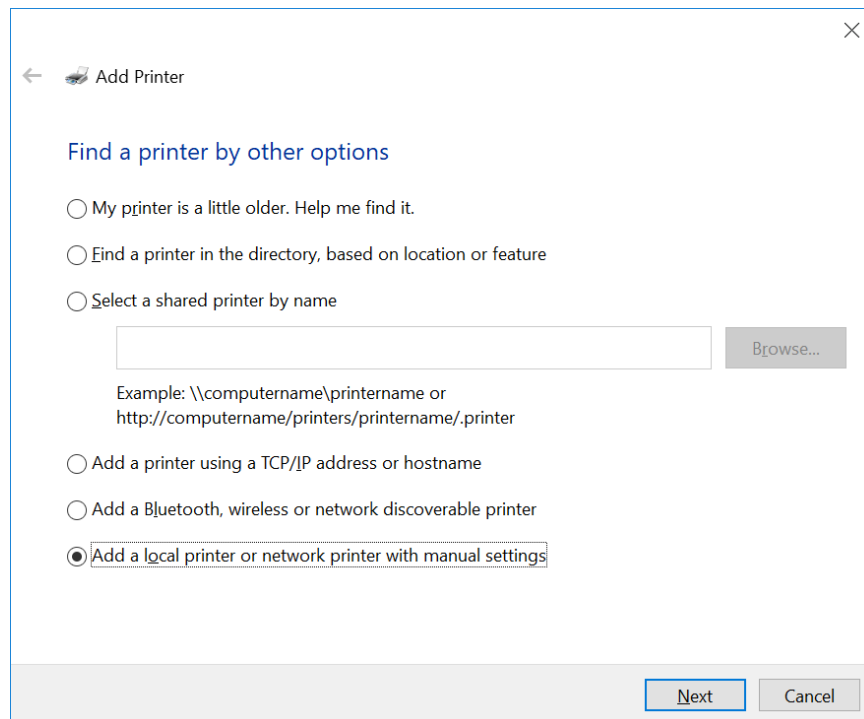 Add Printer
Find a printer by other options
My printer is a little older. Help me find it.
Find a printer in the directory, based on location or feature
Select a shared printer by name
Browse...
Example: \\computername\printername or
http://computername/printers/printername/.printer
Add a printer using a TCP/IP address or hostname
Add a Bluetooth, wireless or network discoverable printer
Add a local printer or network printer with manual settings
Next Cancel